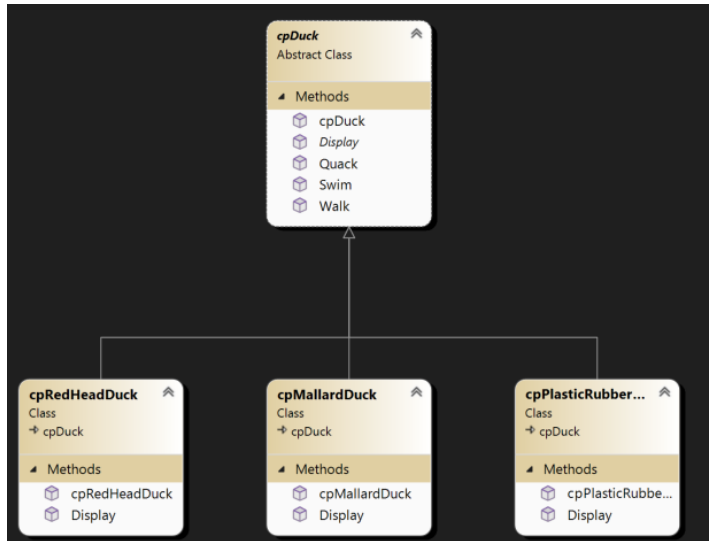 cpDuck
Abstract Class
Methods
cpDuck
Display
Quack
Swim
Walk
cpRedHeadDuck
Class
cpDuck
Methods
cpRedHeadDuck
Display
cpMallardDuck
Class
cpDuck
Methods
cpMallardDuck
Display
cpPlasticRubber...
Class
cpDuck
Methods
cpPlasticRubbe...
Display